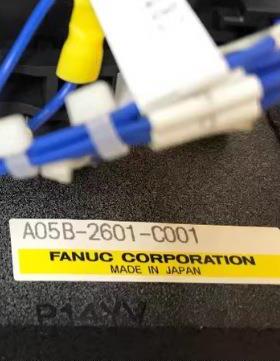 A05B-2601-C001
FANUC CORPORATION
MADE IN JAPAN